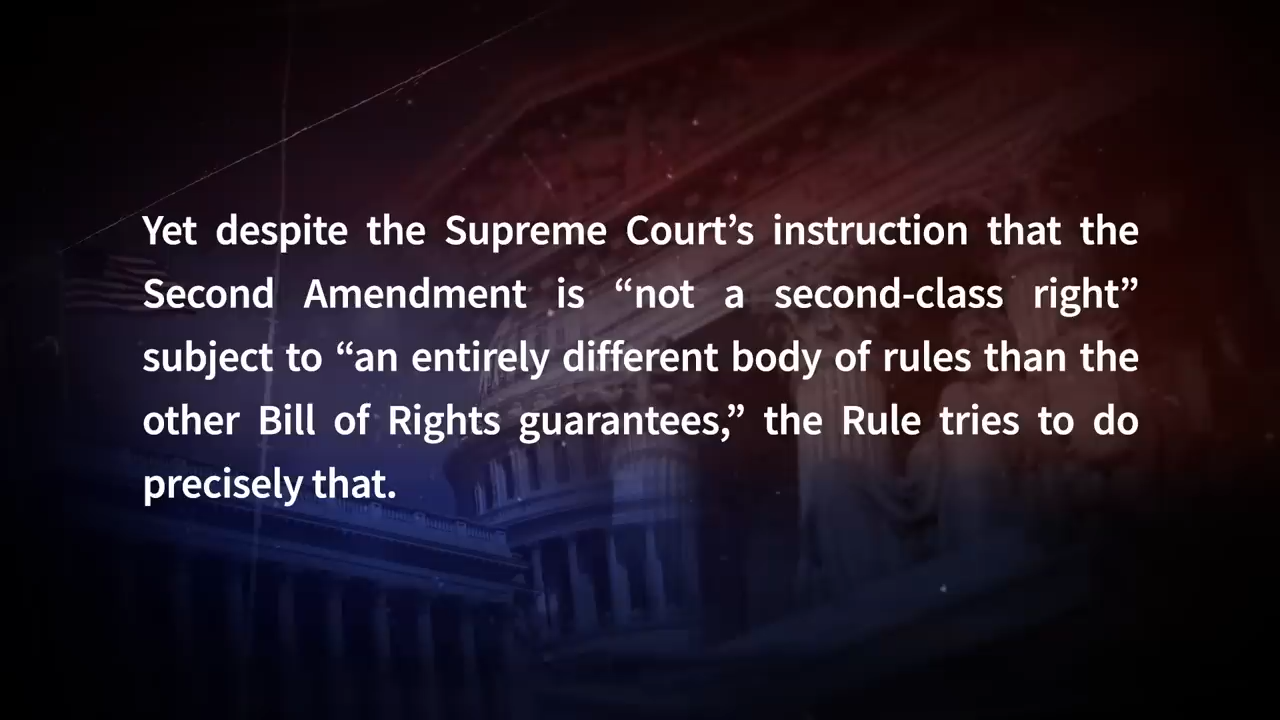 Yet despite the Supreme Court’s instruction that the
Second Amendment is “not a second-class right”
subject to “an entirely different body of rules than the
other Bill of Rights guarantees,” the Rule tries to do
precisely that.